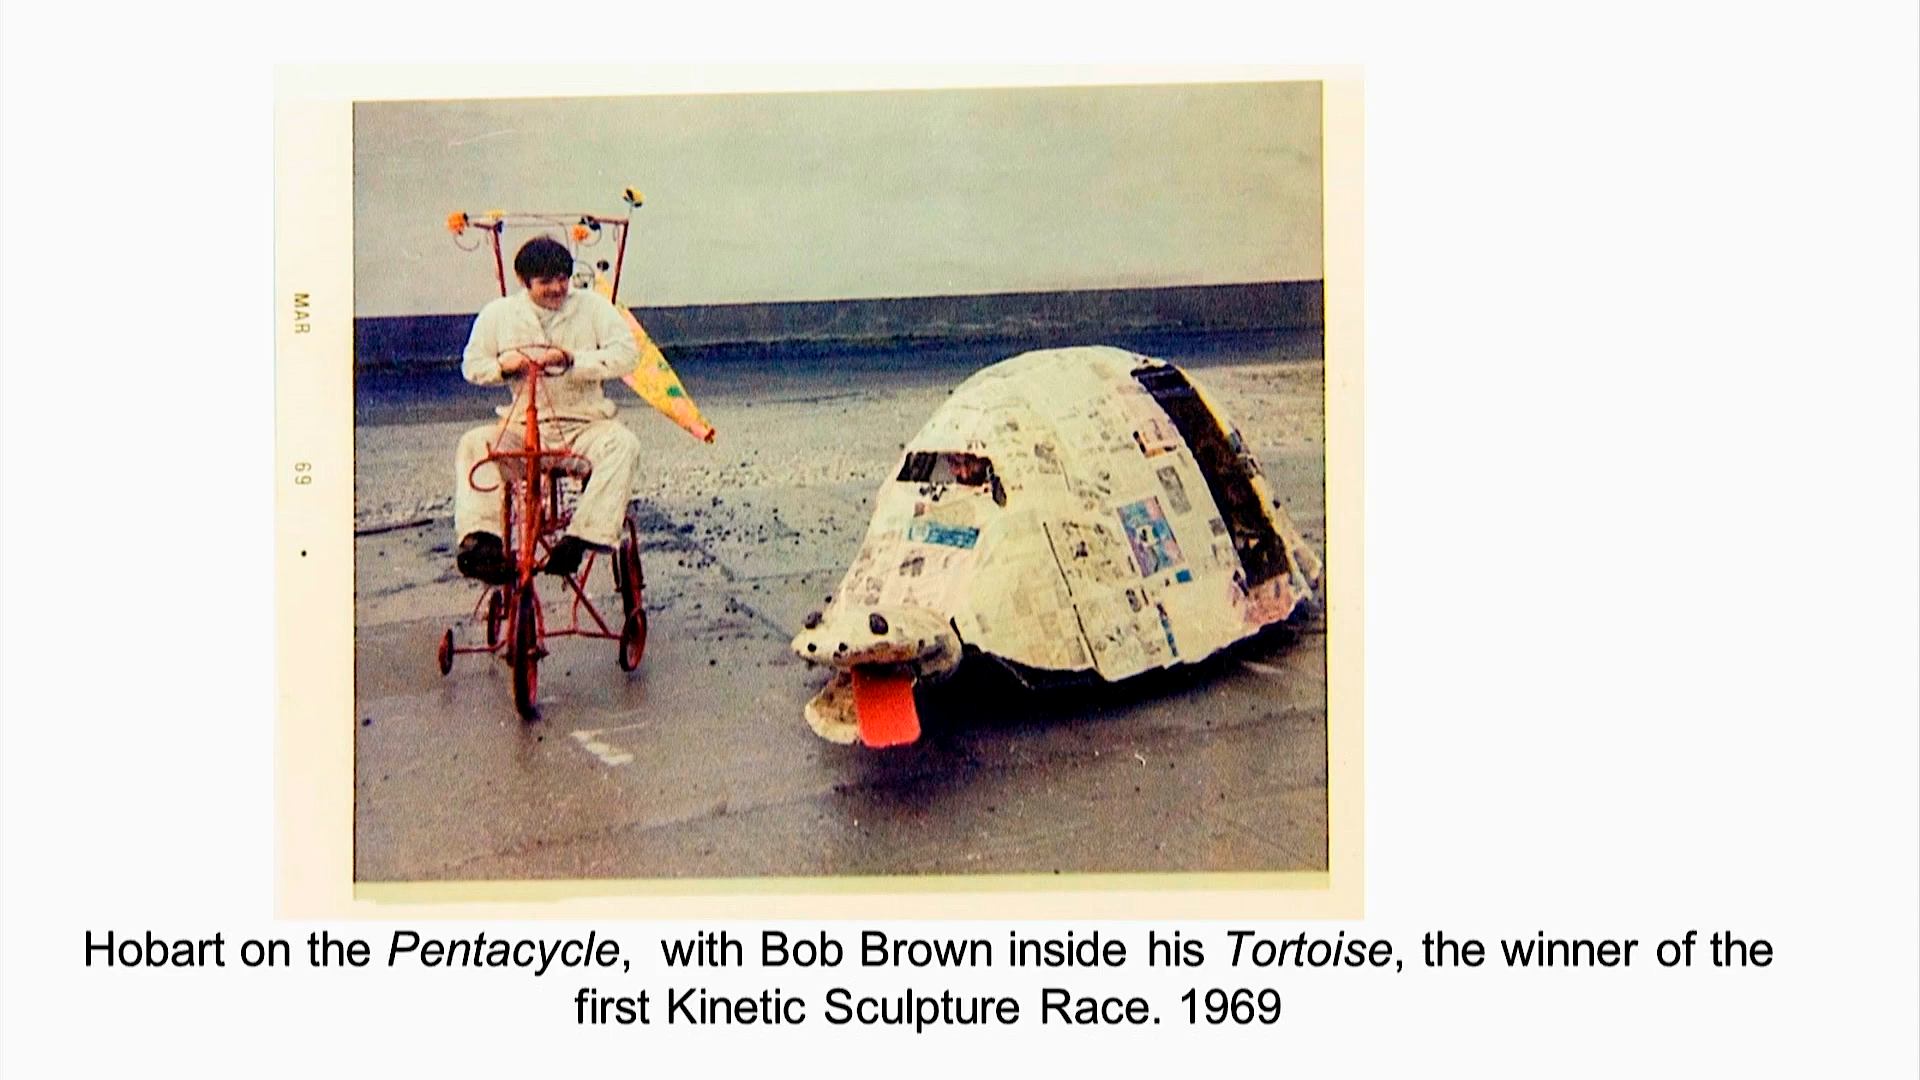 MAR 69
Hobart on the Pentacycle, with Bob Brown inside his Tortoise, the winner of the
first Kinetic Sculpture Race. 1969